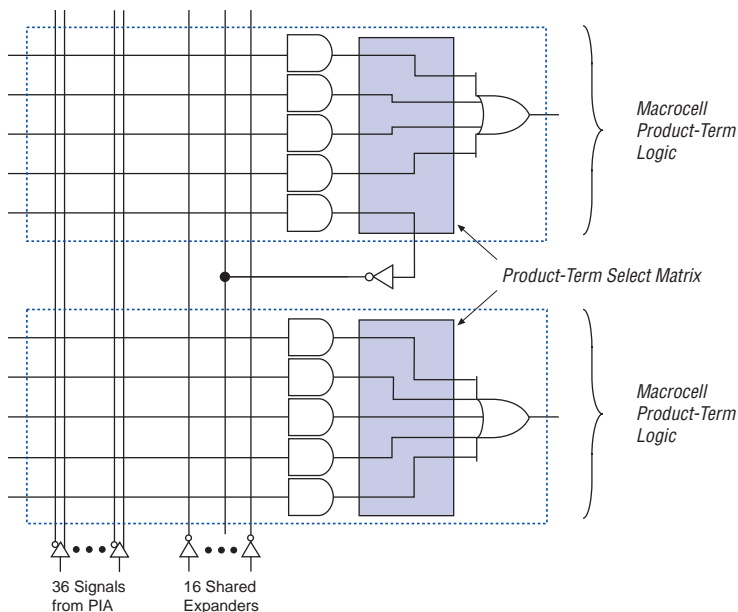 Macrocell
Product-Term
Logic
Product-Term Select Matrix
Macrocell
Product-Term
Logic
36 Signals
from PIA
16 Shared
Expanders